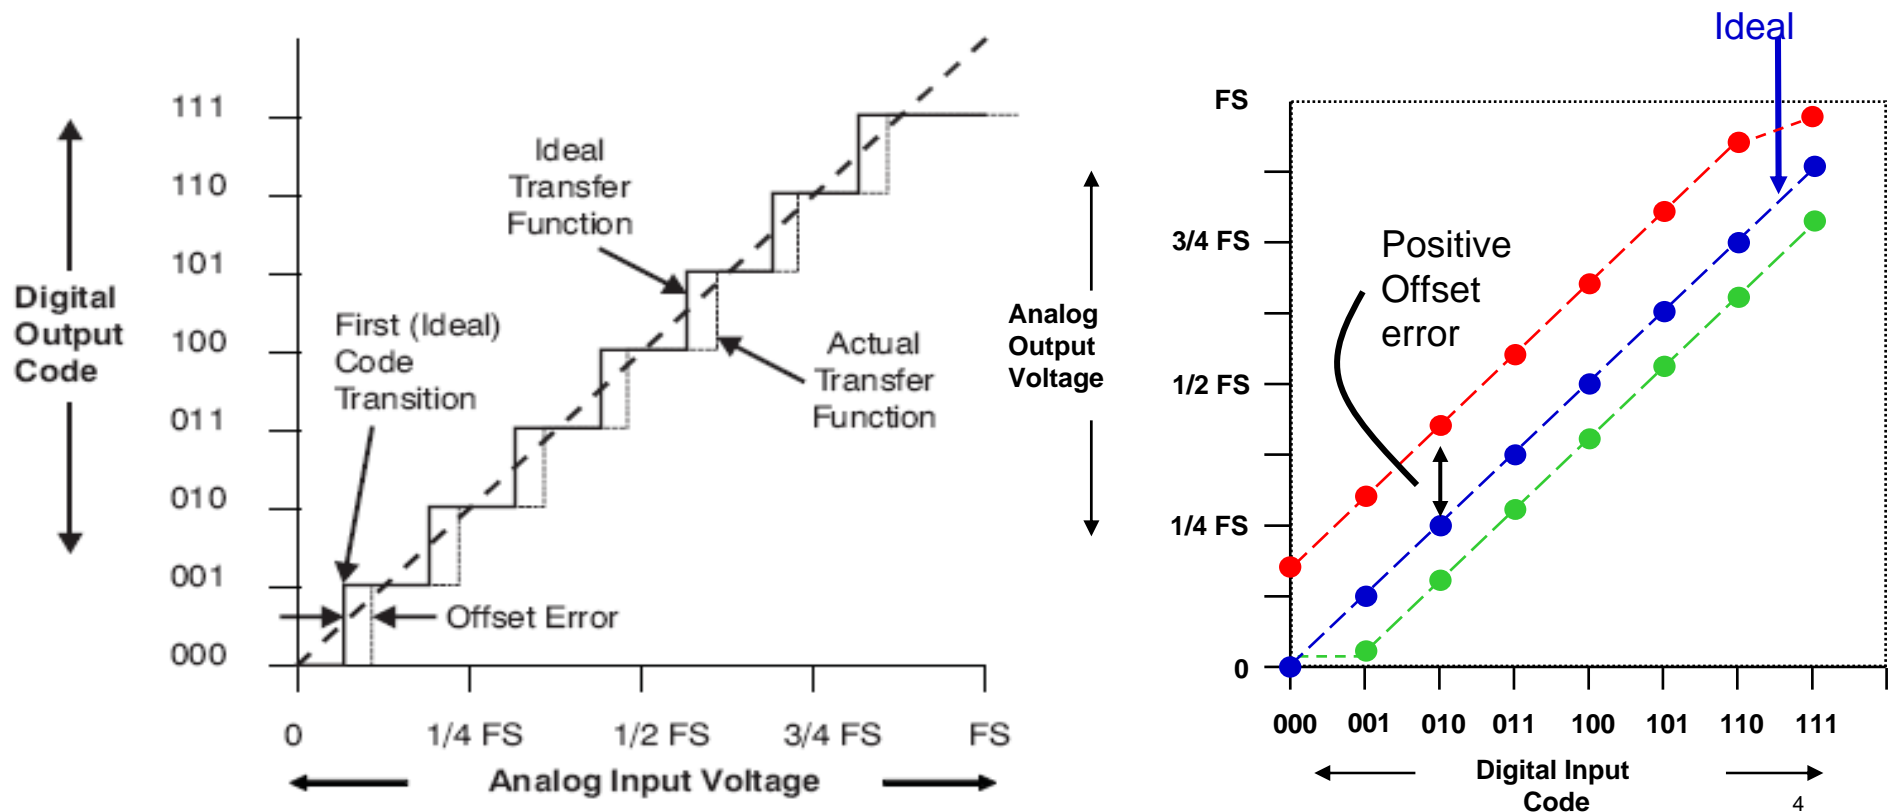 111
110
101
100
011
010
001
000
Digital
Output
Code
Ideal
Transfer
Function
First (Ideal)
Code
Transition
Actual
Transfer
Function
Offset Error
0
1/4 FS
1/2 FS
3/4 FS
FS
Analog Input Voltage
Ideal
FS
3/4 FS
1/2 FS
1/4 FS
0
Analog
Output
Voltage
Positive
Offset
error
000
001
010
011
100
101
110
111
Digital Input
Code
4